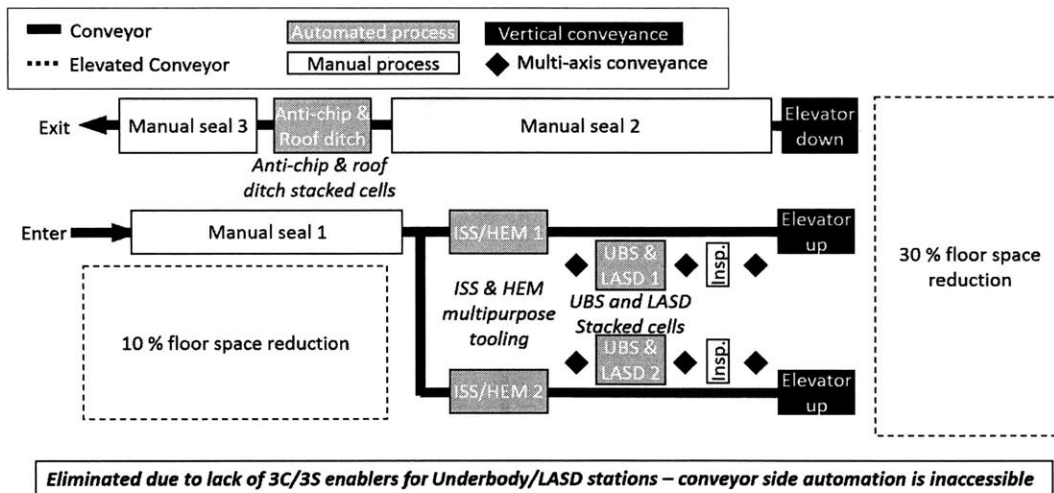 Conveyor
Automated process
Vertical conveyance
Elevated Conveyor
Manual process
Multi-axis conveyance
Exit
Manual seal 3
Anti-chip &
Roof ditch
Manual seal 2
Elevator
down
Anti-chip & roof
ditch stacked cells
Enter
Manual seal 1
ISS/HEM 1
Elevator
up
UBS &
LASD 1
Insp.
ISS & HEM
multipurpose
tooling
UBS and LASD
Stacked cells
UBS &
LASD 2
Insp.
ISS/HEM 2
Elevator
up
10 % floor space reduction
30 % floor space
reduction
Eliminated due to lack of 3C/3S enablers for Underbody/LASD stations – conveyor side automation is inaccessible